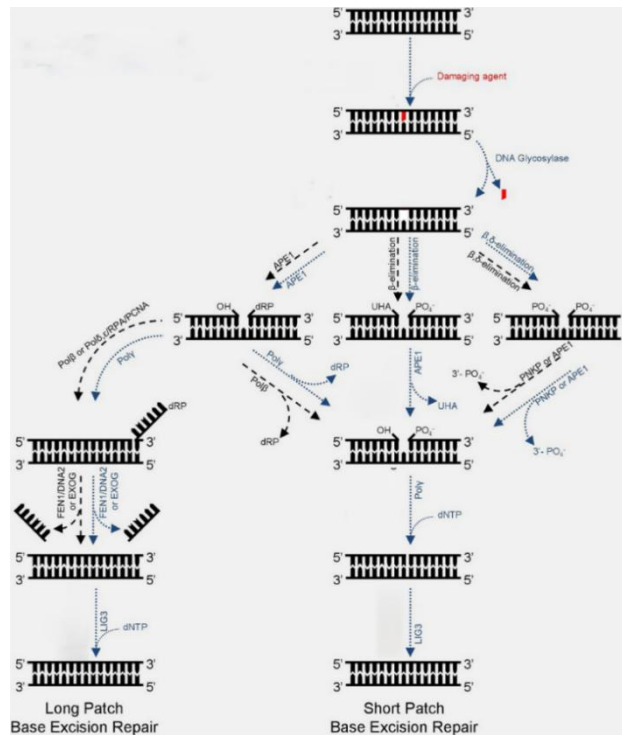 5' 3'
3' 5'
Damaging agent
5' 3'
3' 5'
DNA Glycosylase
5' 3'
3' 5'
APE1
APE1
β-elimination
β-elimination
β,δ-elimination
β,δ-elimination
OH dRP
5' 3'
3' 5'
UHA PO₄⁻
5' 3'
3' 5'
PO₄⁻ PO₄⁻
5' 3'
3' 5'
Polβ or Polδ,ε/RPA/PCNA
Polγ
Polγ
Polβ
dRP
dRP
APE1
UHA
3'- PO₄⁻
PNKP or APE1
PNKP or APE1
3'- PO₄⁻
dRP
5' 3'
3' 5'
OH PO₄⁻
5' 3'
3' 5'
FEN1/DNA2
or EXOG
FEN1/DNA2
or EXOG
Polγ
dNTP
5' 3'
3' 5'
5' 3'
3' 5'
LIG3
dNTP
LIG3
5' 3'
3' 5'
5' 3'
3' 5'
Long Patch
Base Excision Repair
Short Patch
Base Excision Repair